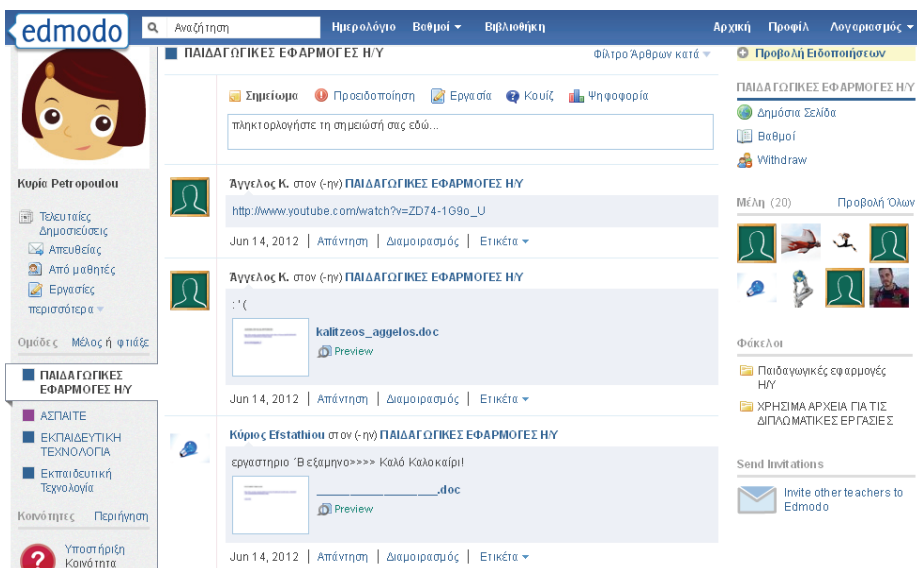 edmodo
Αναζήτηση
Ημερολόγιο Βαθμοί Βιβλιοθήκη
Αρχική Προφίλ Λογαριασμός
Κυρία Petropoulou
Τελευταίες
Δημοσιεύσεις
Απευθείας
Από μαθητές
Εργασίες
περισσότερα
Ομάδες Μέλος ή φτιάξε
ΠΑΙΔΑΓΩΓΙΚΕΣ
ΕΦΑΡΜΟΓΕΣ Η/Υ
ΑΣΠΑΙΤΕ
ΕΚΠΑΙΔΕΥΤΙΚΗ
ΤΕΧΝΟΛΟΓΙΑ
Εκπαιδευτική
Τεχνολογία
Κοινότητες Περιήγηση
Υποστήριξη
Κοινότητα
ΠΑΙΔΑΓΩΓΙΚΕΣ ΕΦΑΡΜΟΓΕΣ Η/Υ
Φίλτρο Άρθρων κατά
Σημείωμα Προειδοποίηση Εργασία Κουίζ Ψηφοφορία
πληκτορλογήστε τη σημειώσή σας εδώ...
Άγγελος Κ. στον (-ην) ΠΑΙΔΑΓΩΓΙΚΕΣ ΕΦΑΡΜΟΓΕΣ Η/Υ
http://www.youtube.com/watch?v=ZD74-1G9o_U
Jun 14, 2012 | Απάντηση | Διαμοιρασμός | Ετικέτα
Άγγελος Κ. στον (-ην) ΠΑΙΔΑΓΩΓΙΚΕΣ ΕΦΑΡΜΟΓΕΣ Η/Υ
:'(
kalitzeos_aggelos.doc
Preview
Jun 14, 2012 | Απάντηση | Διαμοιρασμός | Ετικέτα
Κύριος Efstathiou στον (-ην) ΠΑΙΔΑΓΩΓΙΚΕΣ ΕΦΑΡΜΟΓΕΣ Η/Υ
εργαστηριο ΄Β εξαμηνο>>>> Καλό Καλοκαίρι!
____________________.doc
Preview
Jun 14, 2012 | Απάντηση | Διαμοιρασμός | Ετικέτα
Προβολή Ειδοποιήσεων
ΠΑΙΔΑΓΩΓΙΚΕΣ ΕΦΑΡΜΟΓΕΣ Η/Υ
Δημόσια Σελίδα
Βαθμοί
Withdraw
Μέλη (20) Προβολή Όλων
Φάκελοι
Παιδαγωγικές εφαρμογές
Η/Υ
ΧΡΗΣΙΜΑ ΑΡΧΕΙΑ ΓΙΑ ΤΙΣ
ΔΙΠΛΩΜΑΤΙΚΕΣ ΕΡΓΑΣΙΕΣ
Send Invitations
Invite other teachers to
Edmodo